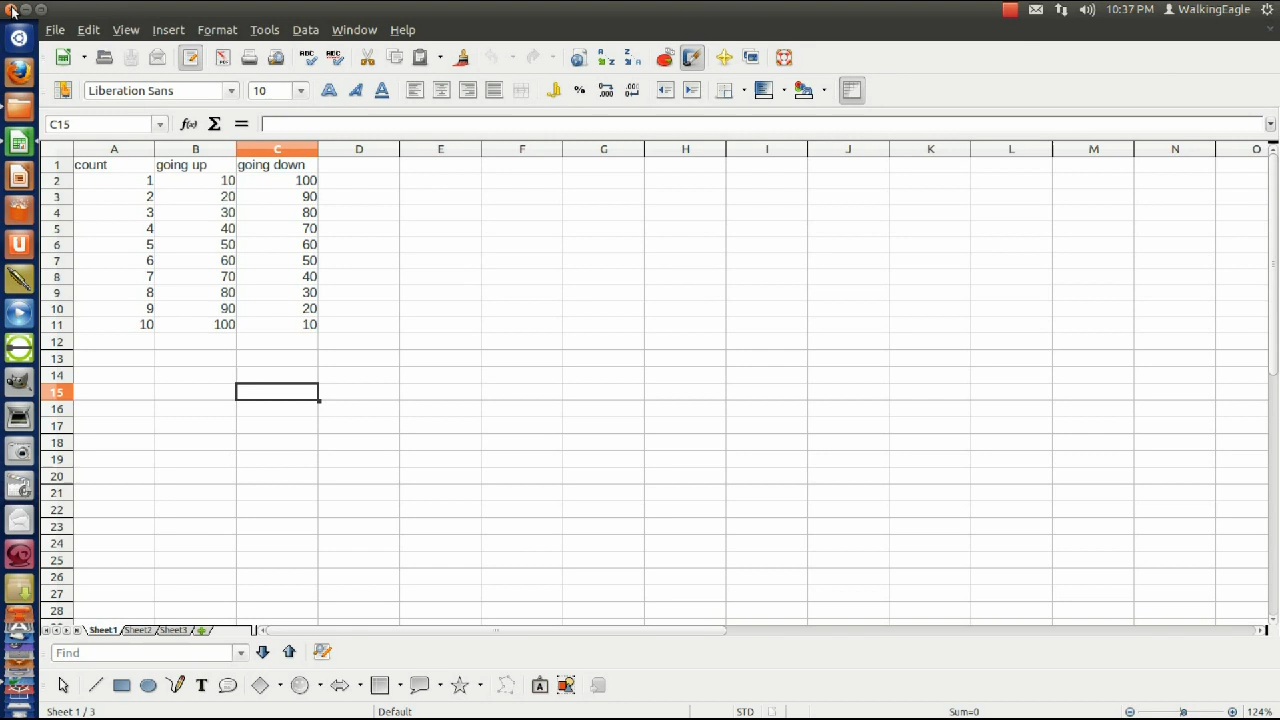 10:37 PM WalkingEagle
File Edit View Insert Format Tools Data Window Help
Liberation Sans 10
C15
A B C D E F G H I J K L M N O
1 count going up going down
2 1 10 100
3 2 20 90
4 3 30 80
5 4 40 70
6 5 50 60
7 6 60 50
8 7 70 40
9 8 80 30
10 9 90 20
11 10 100 10
12
13
14
15
16
17
18
19
20
21
22
23
24
25
26
27
28
Sheet1 Sheet2 Sheet3
Find
Sheet 1 / 3 Default STD Sum=0 124%